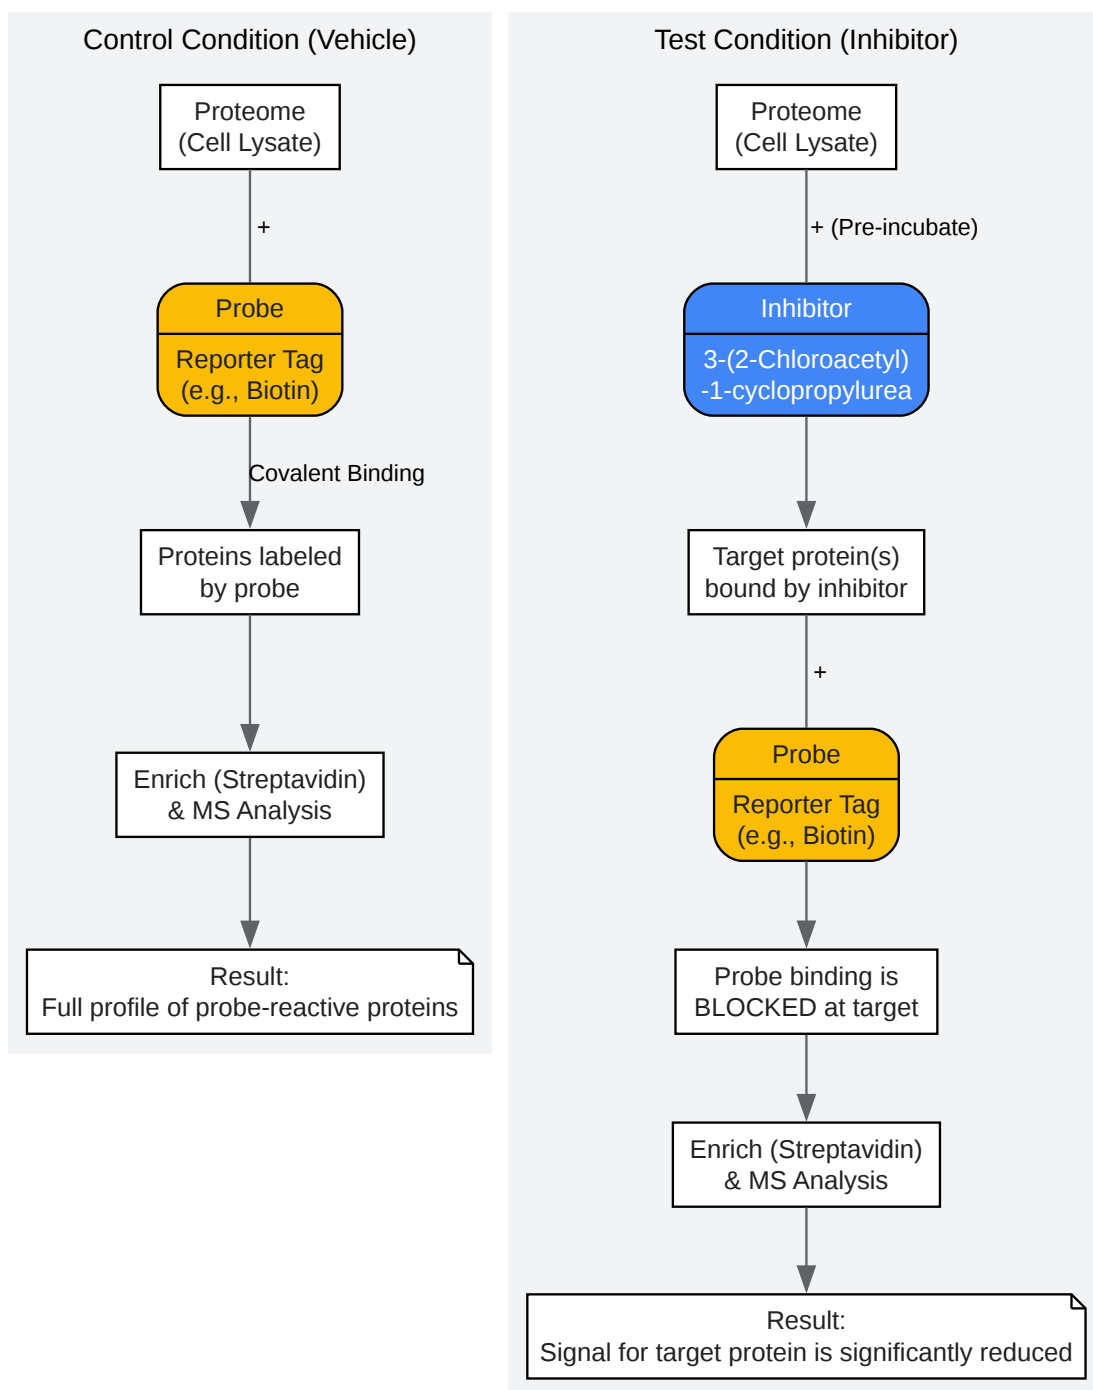 Control Condition (Vehicle)
Proteome
(Cell Lysate)
+
Probe
Reporter Tag
(e.g., Biotin)
Covalent Binding
Proteins labeled
by probe
Enrich (Streptavidin)
& MS Analysis
Result:
Full profile of probe-reactive proteins
Test Condition (Inhibitor)
Proteome
(Cell Lysate)
+ (Pre-incubate)
Inhibitor
3-(2-Chloroacetyl)
-1-cyclopropylurea
Target protein(s)
bound by inhibitor
+
Probe
Reporter Tag
(e.g., Biotin)
Probe binding is
BLOCKED at target
Enrich (Streptavidin)
& MS Analysis
Result:
Signal for target protein is significantly reduced